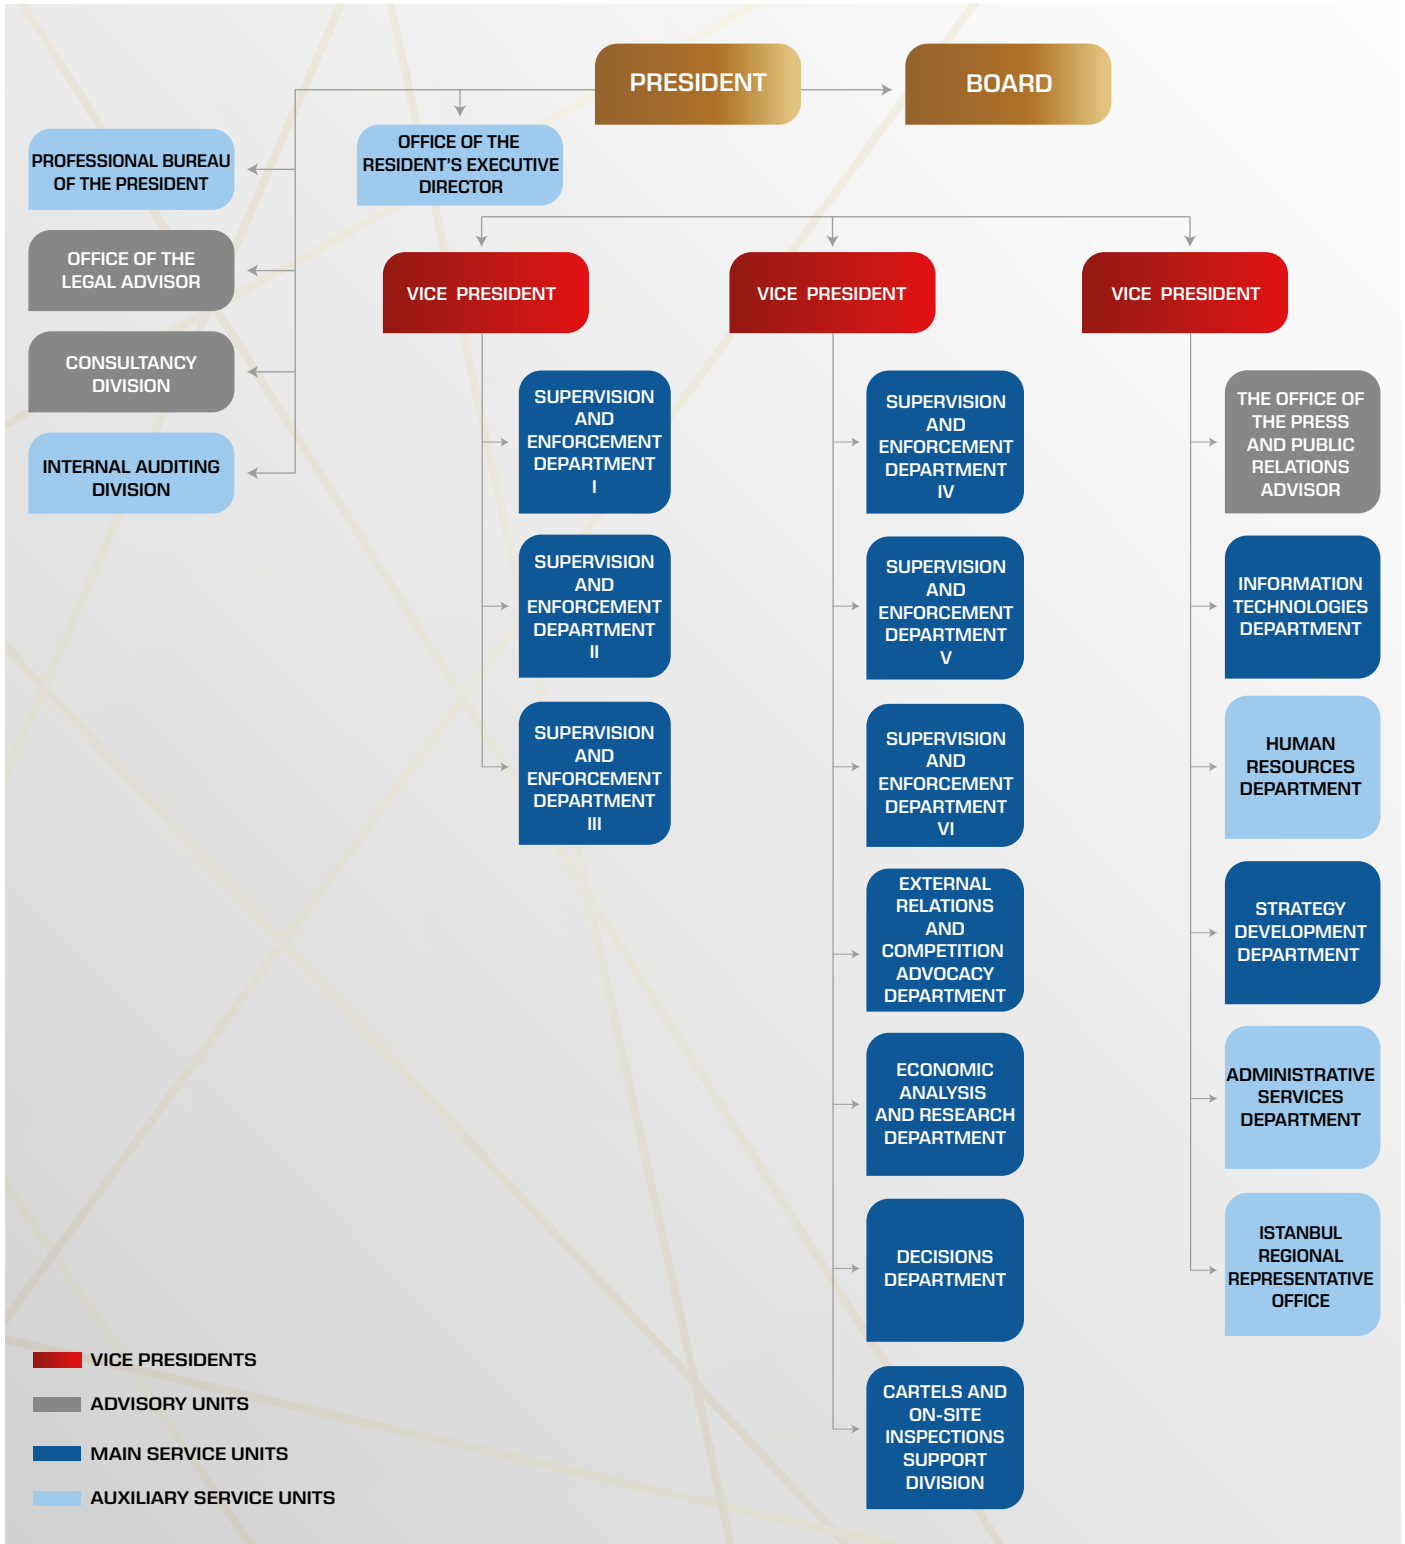 PRESIDENT
BOARD
OFFICE OF THE
RESIDENT'S EXECUTIVE
DIRECTOR
PROFESSIONAL BUREAU
OF THE PRESIDENT
OFFICE OF THE
LEGAL ADVISOR
CONSULTANCY
DIVISION
INTERNAL AUDITING
DIVISION
VICE PRESIDENT
VICE PRESIDENT
VICE PRESIDENT
SUPERVISION
AND
ENFORCEMENT
DEPARTMENT
I
SUPERVISION
AND
ENFORCEMENT
DEPARTMENT
II
SUPERVISION
AND
ENFORCEMENT
DEPARTMENT
III
SUPERVISION
AND
ENFORCEMENT
DEPARTMENT
IV
SUPERVISION
AND
ENFORCEMENT
DEPARTMENT
V
SUPERVISION
AND
ENFORCEMENT
DEPARTMENT
VI
EXTERNAL
RELATIONS
AND
COMPETITION
ADVOCACY
DEPARTMENT
ECONOMIC
ANALYSIS
AND RESEARCH
DEPARTMENT
DECISIONS
DEPARTMENT
CARTELS AND
ON-SITE
INSPECTIONS
SUPPORT
DIVISION
THE OFFICE OF
THE PRESS
AND PUBLIC
RELATIONS
ADVISOR
INFORMATION
TECHNOLOGIES
DEPARTMENT
HUMAN
RESOURCES
DEPARTMENT
STRATEGY
DEVELOPMENT
DEPARTMENT
ADMINISTRATIVE
SERVICES
DEPARTMENT
ISTANBUL
REGIONAL
REPRESENTATIVE
OFFICE
VICE PRESIDENTS
ADVISORY UNITS
MAIN SERVICE UNITS
AUXILIARY SERVICE UNITS